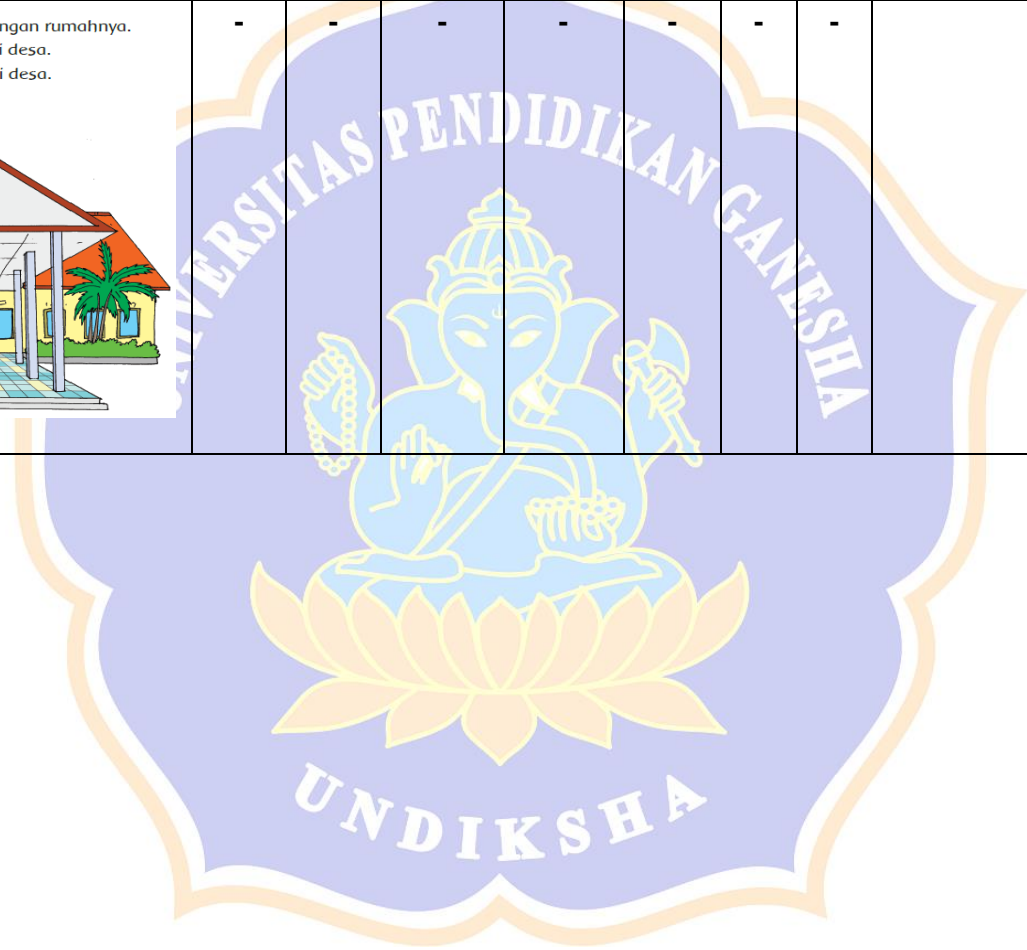 ngan rumahnya.
i desa.
i desa.
- - - - - - -
UNIVERSITAS PENDIDIKAN GANESHA
UNDIKSHA